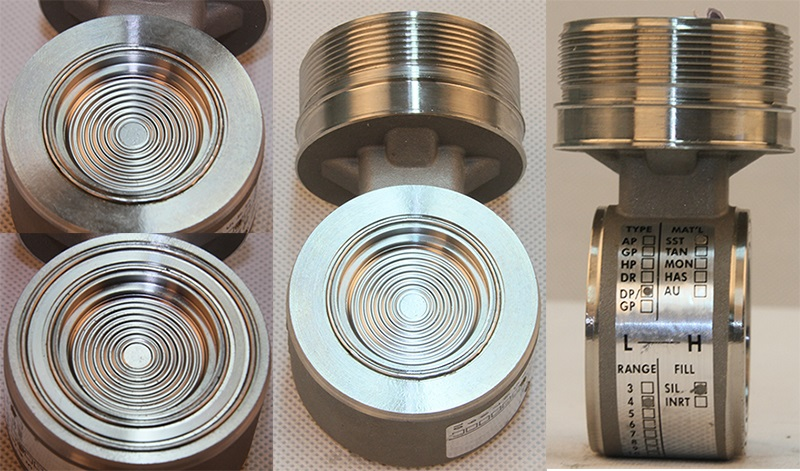 TYPE MAT'L
AP SST
GP TAN
HP MON
DR HAS
DP/ AU
GP
L H
RANGE FILL
3 SIL.
4 INRT
5
6
7